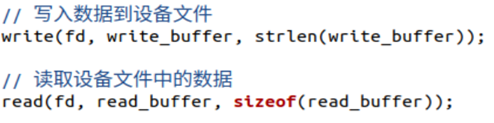 // 写入数据到设备文件
write(fd, write_buffer, strlen(write_buffer));
// 读取设备文件中的数据
read(fd, read_buffer, sizeof(read_buffer));